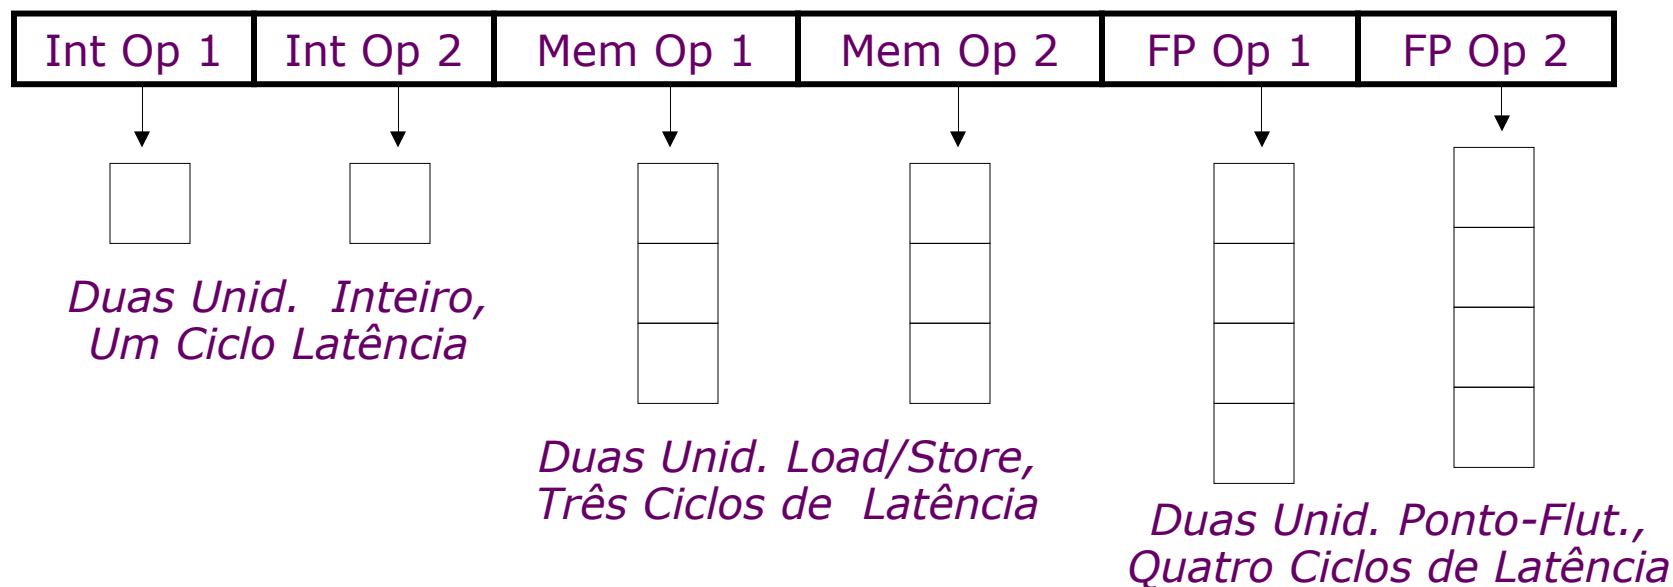 Int Op 1 Int Op 2 Mem Op 1 Mem Op 2 FP Op 1 FP Op 2
Duas Unid. Inteiro,
Um Ciclo Latência
Duas Unid. Load/Store,
Três Ciclos de Latência
Duas Unid. Ponto-Flut.,
Quatro Ciclos de Latência